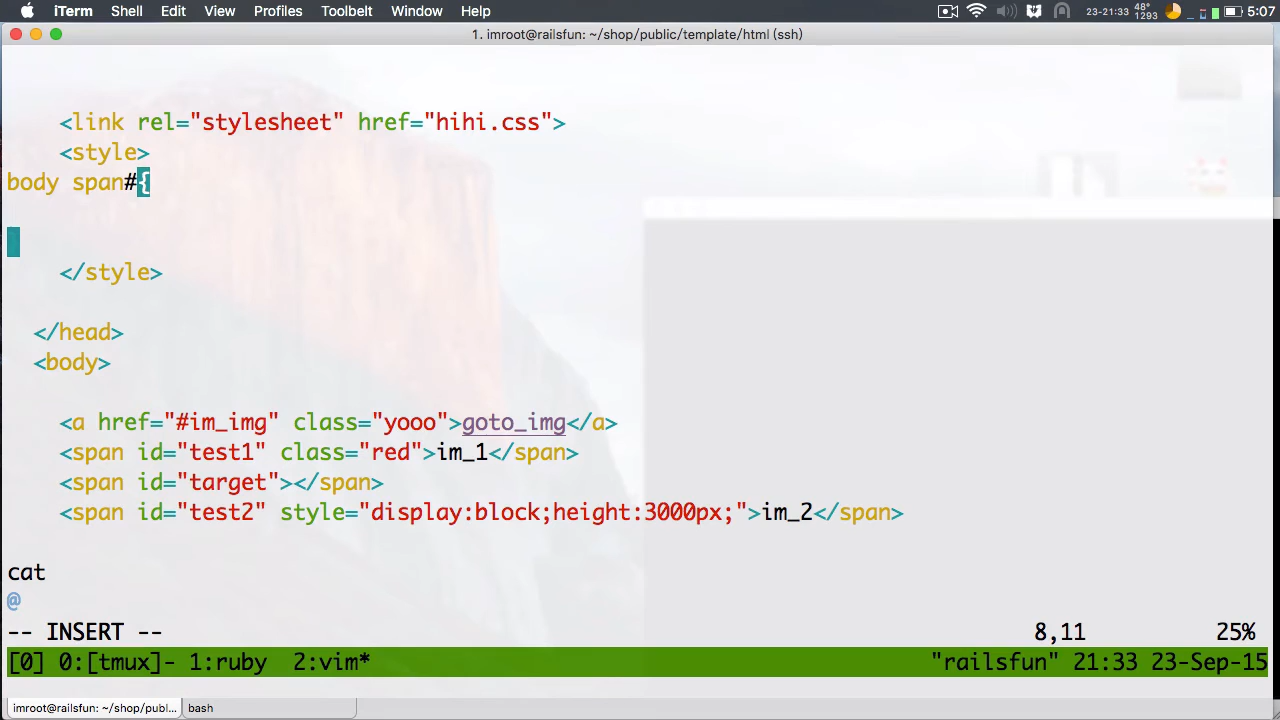 iTerm Shell Edit View Profiles Toolbelt Window Help 23-21:33 48° 1293 5:07
1. imroot@railsfun: ~/shop/public/template/html (ssh)
<link rel="stylesheet" href="hihi.css">
<style>
body span#{
</style>
</head>
<body>
<a href="#im_img" class="yooo">goto_img</a>
<span id="test1" class="red">im_1</span>
<span id="target"></span>
<span id="test2" style="display:block;height:3000px;">im_2</span>
cat
@
-- INSERT -- 8,11 25%
[0] 0:[tmux]- 1:ruby 2:vim* "railsfun" 21:33 23-Sep-15
imroot@railsfun: ~/shop/publ... bash